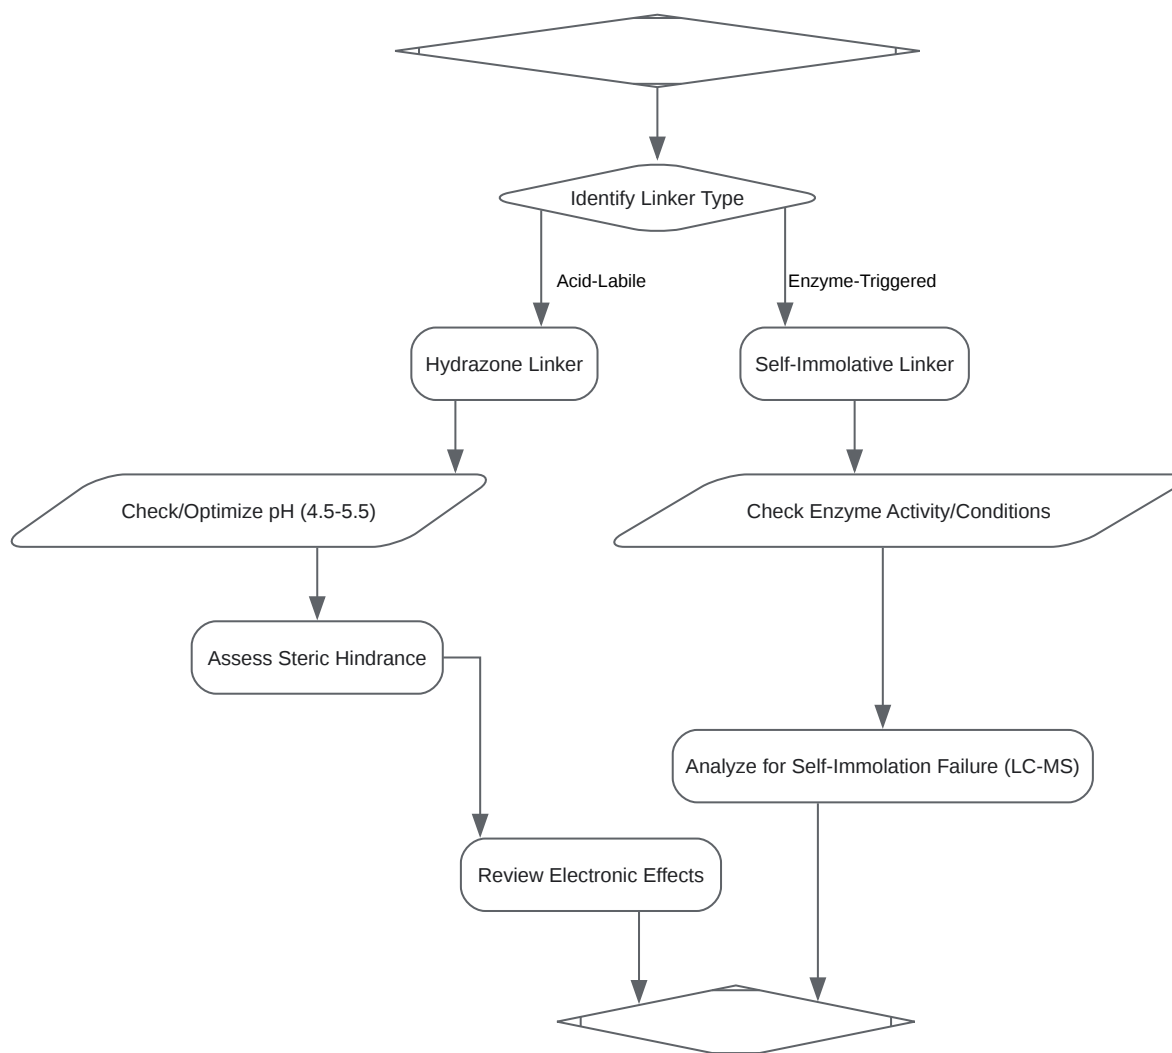 Identify Linker Type
Acid-Labile
Enzyme-Triggered
Hydrazone Linker
Self-Immolative Linker
Check/Optimize pH (4.5-5.5)
Check Enzyme Activity/Conditions
Assess Steric Hindrance
Analyze for Self-Immolation Failure (LC-MS)
Review Electronic Effects